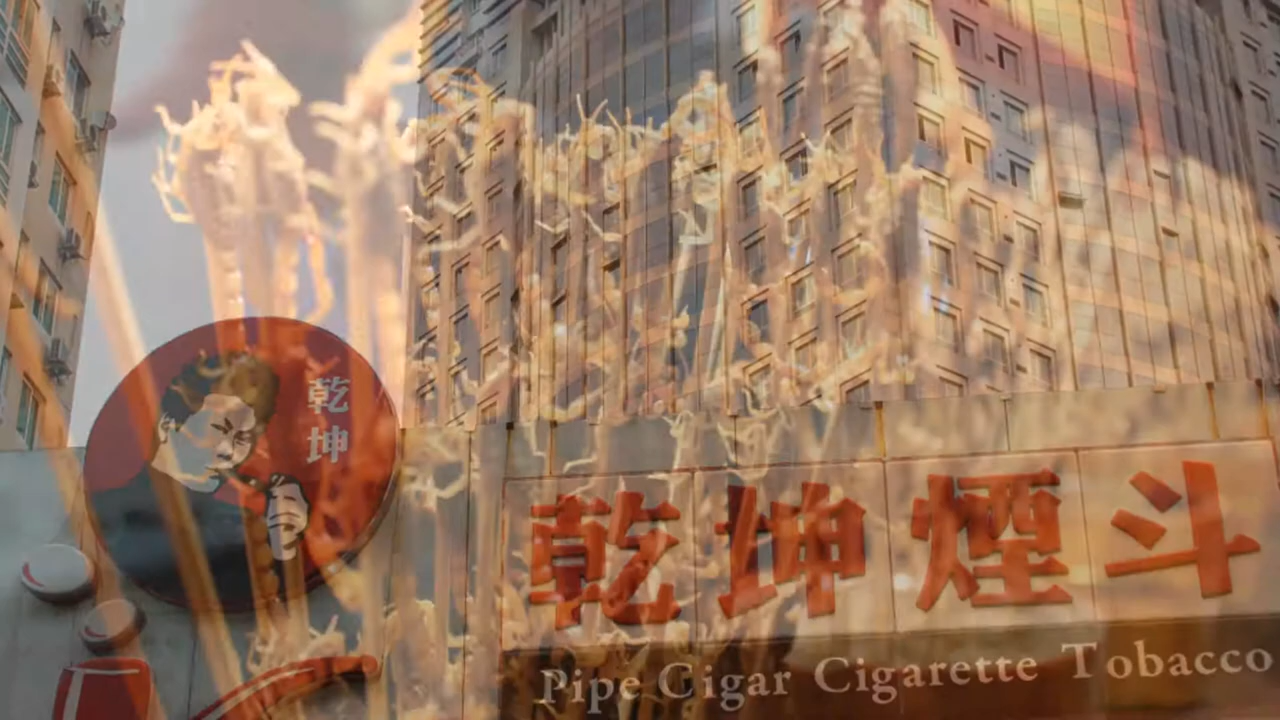 乾
坤
乾坤煙斗
Pipe Cigar Cigarette Tobacco